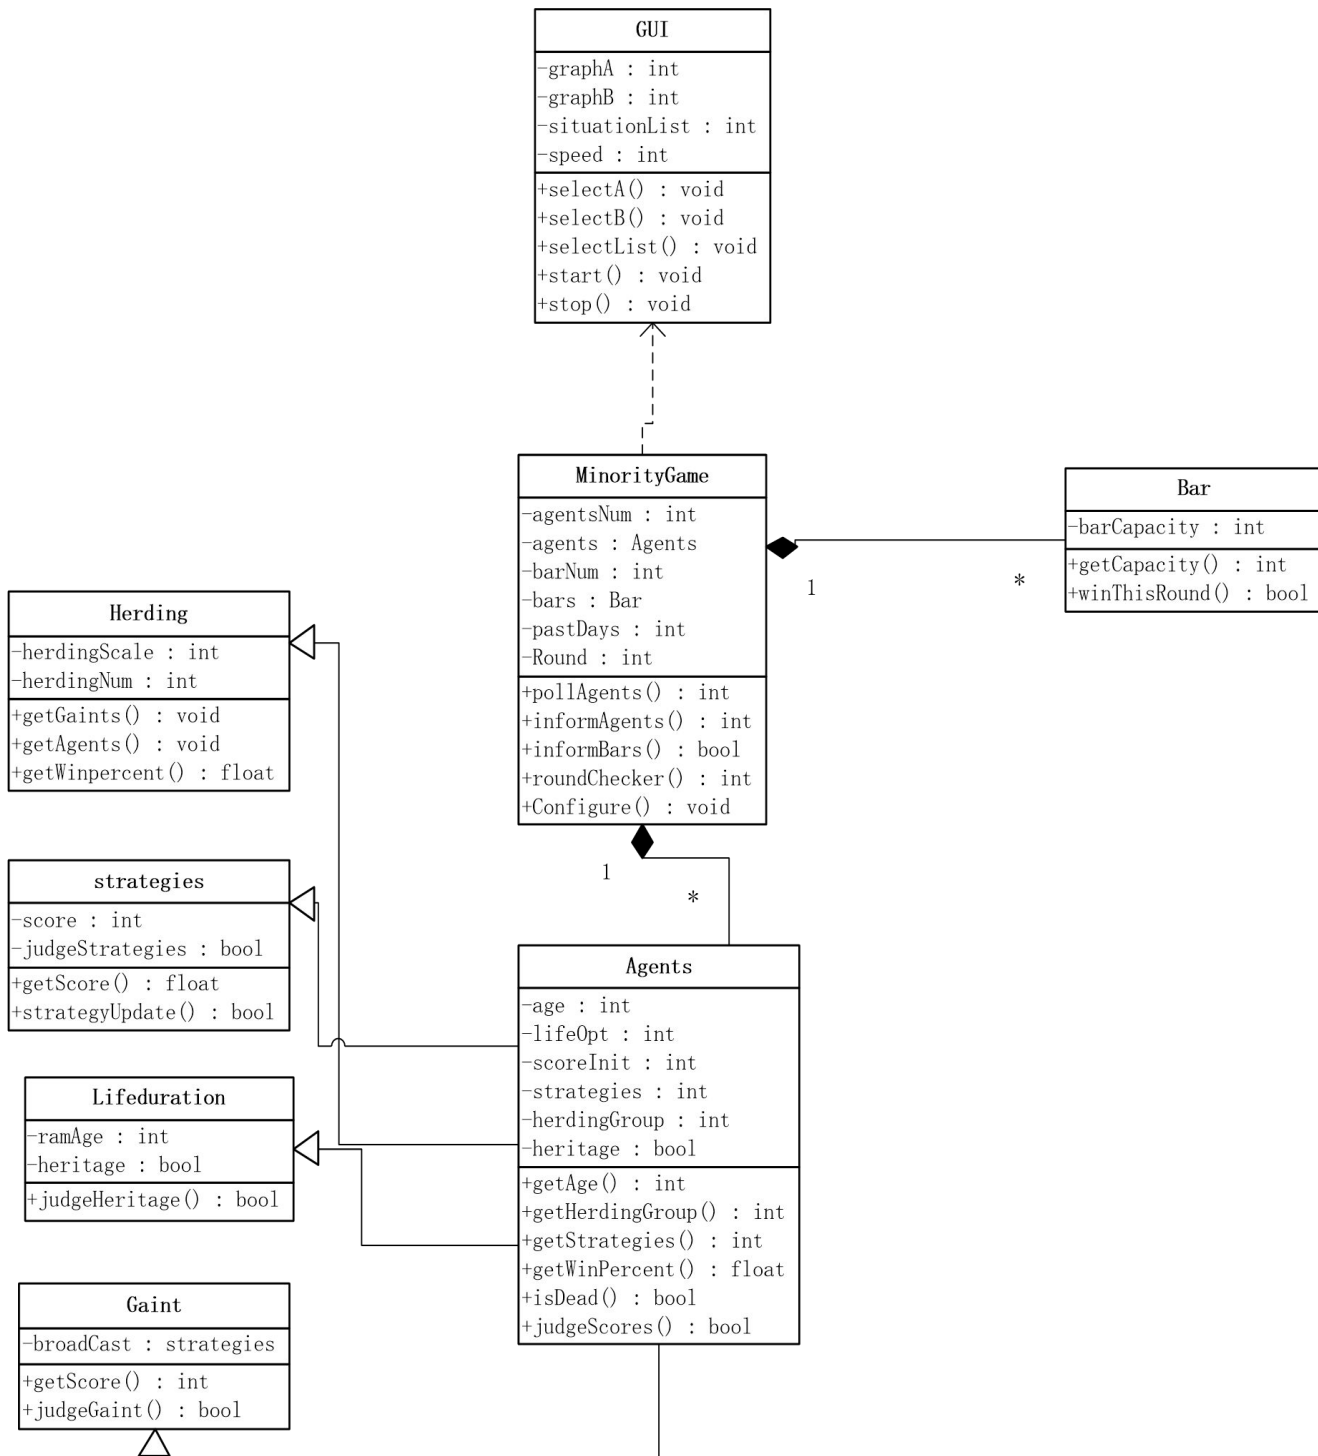 GUI
-graphA : int
-graphB : int
-situationList : int
-speed : int
+selectA() : void
+selectB() : void
+selectList() : void
+start() : void
+stop() : void
MinorityGame
-agentsNum : int
-agents : Agents
-barNum : int
-bars : Bar
-pastDays : int
-Round : int
+pollAgents() : int
+informAgents() : int
+informBars() : bool
+roundChecker() : int
+Configure() : void
1
*
Bar
-barCapacity : int
+getCapacity() : int
+winThisRound() : bool
Herding
-herdingScale : int
-herdingNum : int
+getGaints() : void
+getAgents() : void
+getWinpercent() : float
1
*
strategies
-score : int
-judgeStrategies : bool
+getScore() : float
+strategyUpdate() : bool
Agents
-age : int
-lifeOpt : int
-scoreInit : int
-strategies : int
-herdingGroup : int
-heritage : bool
+getAge() : int
+getHerdingGroup() : int
+getStrategies() : int
+getWinPercent() : float
+isDead() : bool
+judgeScores() : bool
Lifeduration
-ramAge : int
-heritage : bool
+judgeHeritage() : bool
Gaint
-broadCast : strategies
+getScore() : int
+judgeGaint() : bool